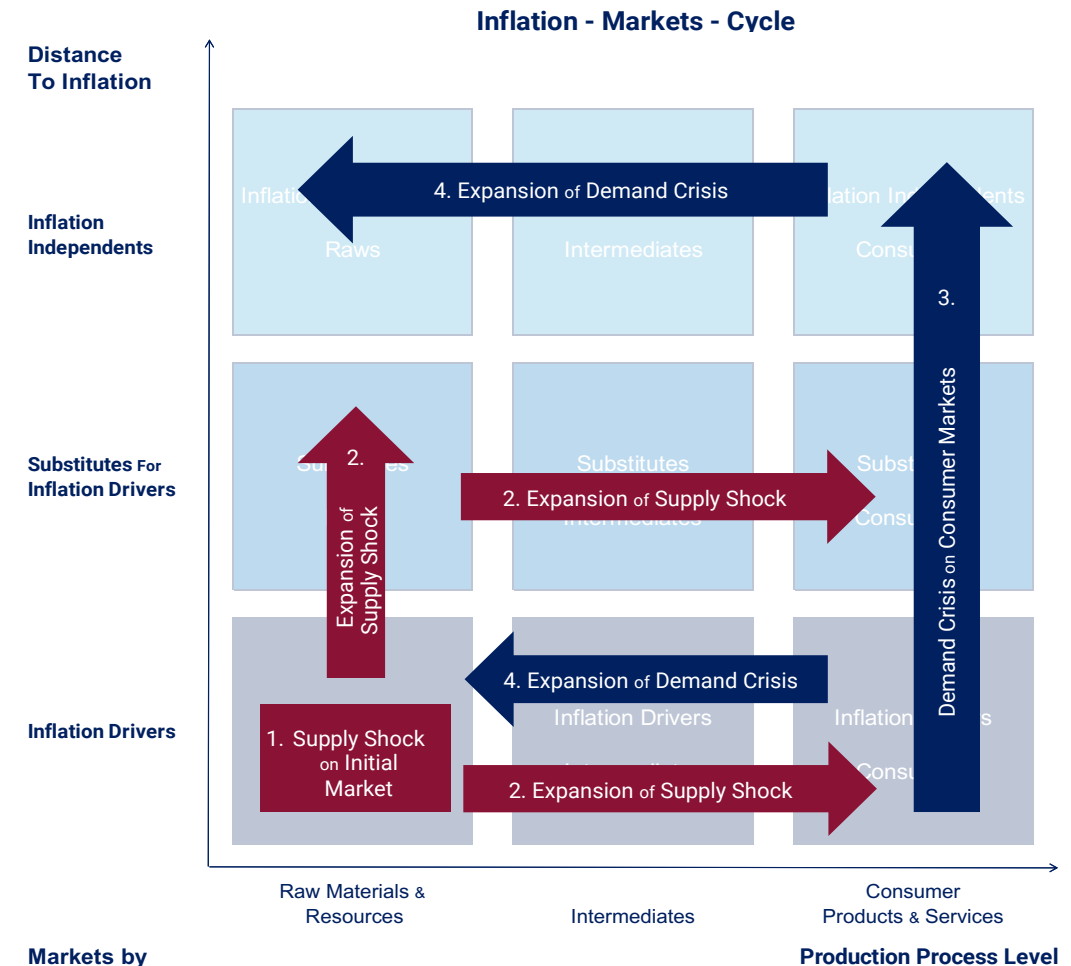 Inflation - Markets - Cycle
Distance
To Inflation
4. Expansion of Demand Crisis
Inflation
Independents
Raws
Intermediates
3.
Demand Crisis on Consumer Markets
Substitutes For
Inflation Drivers
2.
Expansion of
Supply Shock
Substitutes
2. Expansion of Supply Shock
4. Expansion of Demand Crisis
Inflation Drivers
Inflation Drivers
1. Supply Shock
on Initial
Market
2. Expansion of Supply Shock
Raw Materials &
Resources
Intermediates
Consumer
Products & Services
Markets by
Production Process Level